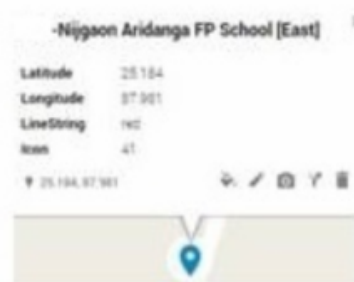 -Nijgaon Aridanga FP School [East]
Latitude 25.184
Longitude 87.981
LineString red
Icon 41
25.184, 87.981